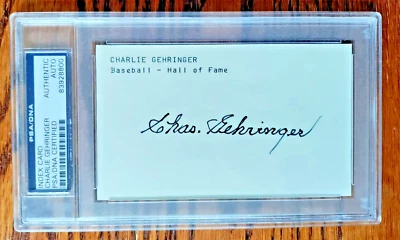 CHARLIE GEHRINGER
Baseball - Hall of Fame
Chas. Gehringer
PSA/DNA
INDEX CARD
CHARLIE GEHRINGER
PSA/DNA CERTIFIED
AUTHENTIC
AUTO
83928800